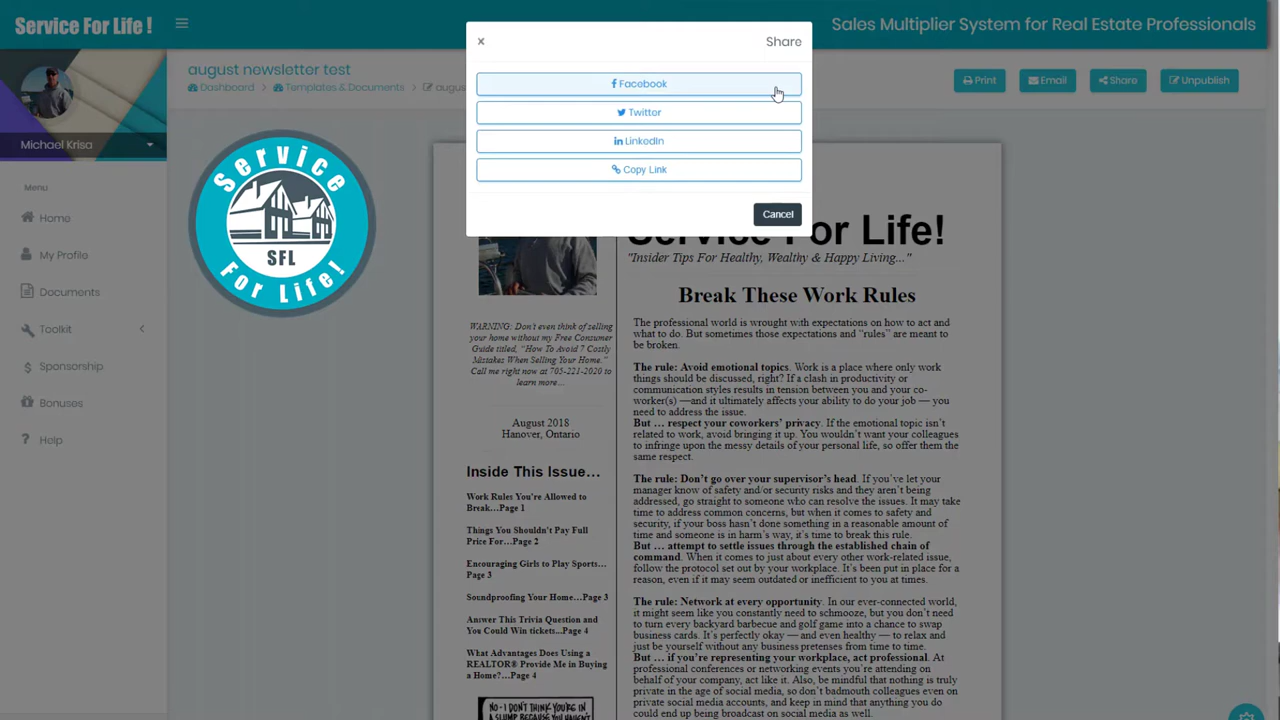 Service For Life !
Sales Multiplier System for Real Estate Professionals
august newsletter test
Dashboard
Templates & Documents
augus
Print
Email
Share
Unpublish
Michael Krisa
Menu
Home
My Profile
Documents
Toolkit
Sponsorship
Bonuses
Help
Service
SFL
For Life!
×
Share
Facebook
Twitter
LinkedIn
Copy Link
Cancel
Service For Life!
"Insider Tips For Healthy, Wealthy & Happy Living..."
WARNING: Don't even think of selling
your home without my Free Consumer
Guide titled, "How To Avoid 7 Costly
Mistakes When Selling Your Home."
Call me right now at 705-221-2020 to
learn more…
August 2018
Hanover, Ontario
Inside This Issue…
Work Rules You're Allowed to
Break…Page 1
Things You Shouldn't Pay Full
Price For…Page 2
Encouraging Girls to Play Sports…
Page 3
Soundproofing Your Home…Page 3
Answer This Trivia Question and
You Could Win tickets...Page 4
What Advantages Does Using a
REALTOR® Provide Me in Buying
a Home?…Page 4
NO - I DON'T THINK YOU'RE IN
A SLUMP BECAUSE YOU HAVEN'T
Break These Work Rules
The professional world is wrought with expectations on how to act and
what to do. But sometimes those expectations and "rules" are meant to
be broken.
The rule: Avoid emotional topics. Work is a place where only work
things should be discussed, right? If a clash in productivity or
communication styles results in tension between you and your co-
worker(s) —and it ultimately affects your ability to do your job — you
need to address the issue.
But … respect your coworkers' privacy. If the emotional topic isn't
related to work, avoid bringing it up. You wouldn't want your colleagues
to infringe upon the messy details of your personal life, so offer them the
same respect.
The rule: Don't go over your supervisor's head. If you've let your
manager know of safety and/or security risks and they aren't being
addressed, go straight to someone who can resolve the issues. It may take
time to address common concerns, but when it comes to safety and
security, if your boss hasn't done something in a reasonable amount of
time and someone is in harm's way, it's time to break this rule.
But … attempt to settle issues through the established chain of
command. When it comes to just about every other work-related issue,
follow the protocol set out by your workplace. It's been put in place for a
reason, even if it may seem outdated or inefficient to you at times.
The rule: Network at every opportunity. In our ever-connected world,
it might seem like you constantly need to schmooze, but you don't need
to turn every backyard barbecue and golf game into a chance to swap
business cards. It's perfectly okay — and even healthy — to relax and
just be yourself without any business pretenses from time to time.
But … if you're representing your workplace, act professional. At
professional conferences or networking events you're attending on
behalf of your company, act like it. Also, be mindful that nothing is truly
private in the age of social media, so don't badmouth colleagues even on
private social media accounts, and keep in mind that anything you do
could end up being broadcast on social media as well.